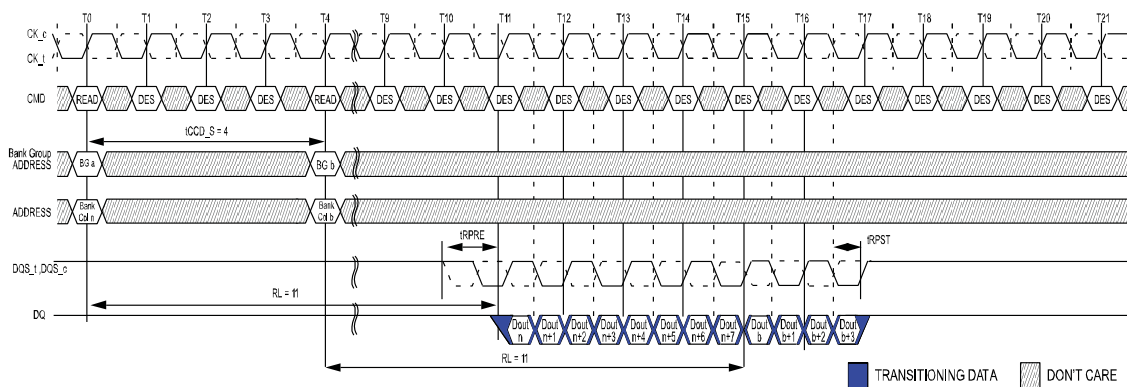 T0 T1 T2 T3 T4 T9 T10 T11 T12 T13 T14 T15 T16 T17 T18 T19 T20 T21
CK_c
CK_t
CMD READ DES DES DES READ DES DES DES DES DES DES DES DES DES DES DES DES DES
tCCD_S = 4
Bank Group
ADDRESS
BG a BG b
ADDRESS
Bank
Col n
Bank
Col b
tRPRE tRPST
DQS_t ,DQS_c
RL = 11
DQ
Dout
n
Dout
n+1
Dout
n+2
Dout
n+3
Dout
n+4
Dout
n+5
Dout
n+6
Dout
n+7
Dout
b
Dout
b+1
Dout
b+2
Dout
b+3
RL = 11
TRANSITIONING DATA DON'T CARE